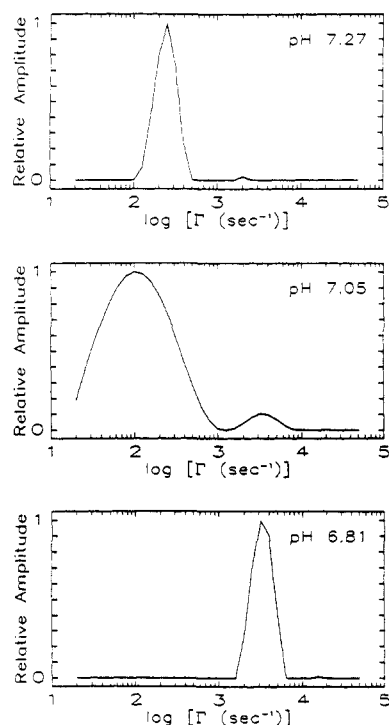 1
pH 7.27
Relative Amplitude
0
1 2 3 4 5
log [Γ (sec⁻¹)]
1
pH 7.05
Relative Amplitude
0
1 2 3 4 5
log [Γ (sec⁻¹)]
1
pH 6.81
Relative Amplitude
0
1 2 3 4 5
log [Γ (sec⁻¹)]